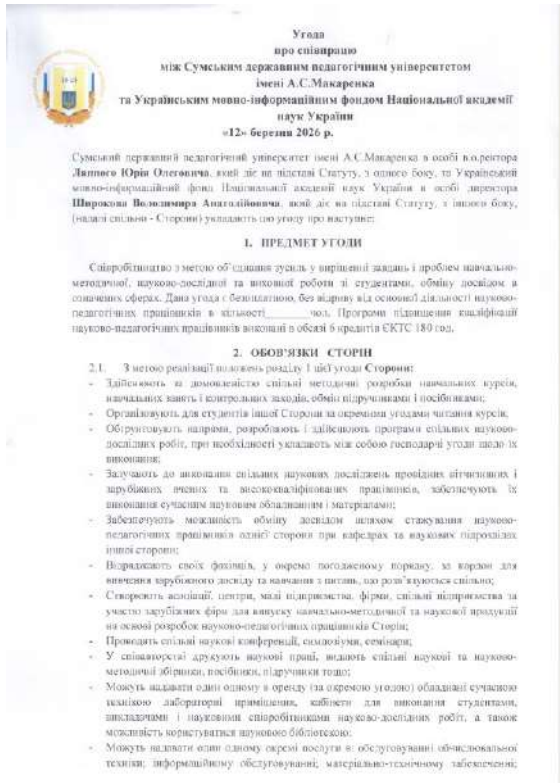 Угода
про співпрацю
між Сумським державним педагогічним університетом
імені А.С.Макаренка
та Українським мовно-інформаційним фондом Національної академії
наук України
«12» березня 2026 р.
Сумський державний педагогічний університет імені А.С.Макаренка в особі в.о.ректора
Ляпного Юрія Олеговича, який діє на підставі Статуту, з одного боку, та Український
мовно-інформаційний фонд Національної академії наук України в особі директора
Широкова Володимира Анатолійовича, який діє на підставі Статуту, з іншого боку,
(надалі спільно - Сторони) укладають цю угоду про наступне:
1. ПРЕДМЕТ УГОДИ
Співробітництво з метою об'єднання зусиль у вирішенні завдань і проблем навчально-
методичної, науково-дослідної та виховної роботи зі студентами, обміну досвідом в
означених сферах. Дана угода є безоплатною, без відриву від основної діяльності науково-
педагогічних працівників в кількості________чол. Програми підвищення кваліфікації
науково-педагогічних працівників виконані в обсязі 6 кредитів ЄКТС 180 год.
2. ОБОВ'ЯЗКИ СТОРІН
2.1. З метою реалізації положень розділу 1 цієї угоди Сторони:
- Здійснюють за домовленістю спільні методичні розробки навчальних курсів,
навчальних занять і контрольних заходів, обмін підручниками і посібниками;
- Організовують для студентів іншої Сторони за окремими угодами читання курсів,
- Обґрунтовують напрями, розробляють і здійснюють програми спільних науково-
дослідних робіт, при необхідності укладають між собою господарчі угоди щодо їх
виконання;
- Залучають до виконання спільних наукових досліджень провідних вітчизняних і
зарубіжних вчених та висококваліфікованих працівників, забезпечують їх
виконання сучасним науковим обладнанням і матеріалами;
- Забезпечують можливість обміну досвідом шляхом стажування науково-
педагогічних працівників однієї сторони при кафедрах та наукових підрозділах
іншої сторони;
- Відряджають своїх фахівців, у окремо погодженому порядку, за кордон для
вивчення зарубіжного досвіду та навчання з питань, що розв'язуються спільно;
- Створюють асоціації, центри, малі підприємства, фірми, спільні підприємства за
участю зарубіжних фірм для випуску навчально-методичної та наукової продукції
на основі розробок науково-педагогічних працівників Сторін;
- Проводять спільні наукові конференції, симпозіуми, семінари;
- У співавторстві друкують наукові праці, видають спільні наукові та науково-
методичні збірники, посібники, підручники тощо;
- Можуть надавати один одному в оренду (за окремою угодою) обладнані сучасною
технікою лабораторні приміщення, кабінети для виконання студентами,
викладачами і науковими співробітниками науково-дослідних робіт, а також
можливість користуватися науковою бібліотекою;
- Можуть надавати один одному окремі послуги в: обслуговуванні обчислювальної
техніки; інформаційному обслуговуванні; матеріально-технічному забезпеченні;